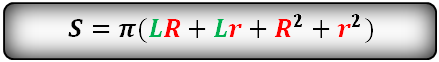 S = π(LR + Lr + R² + r²)